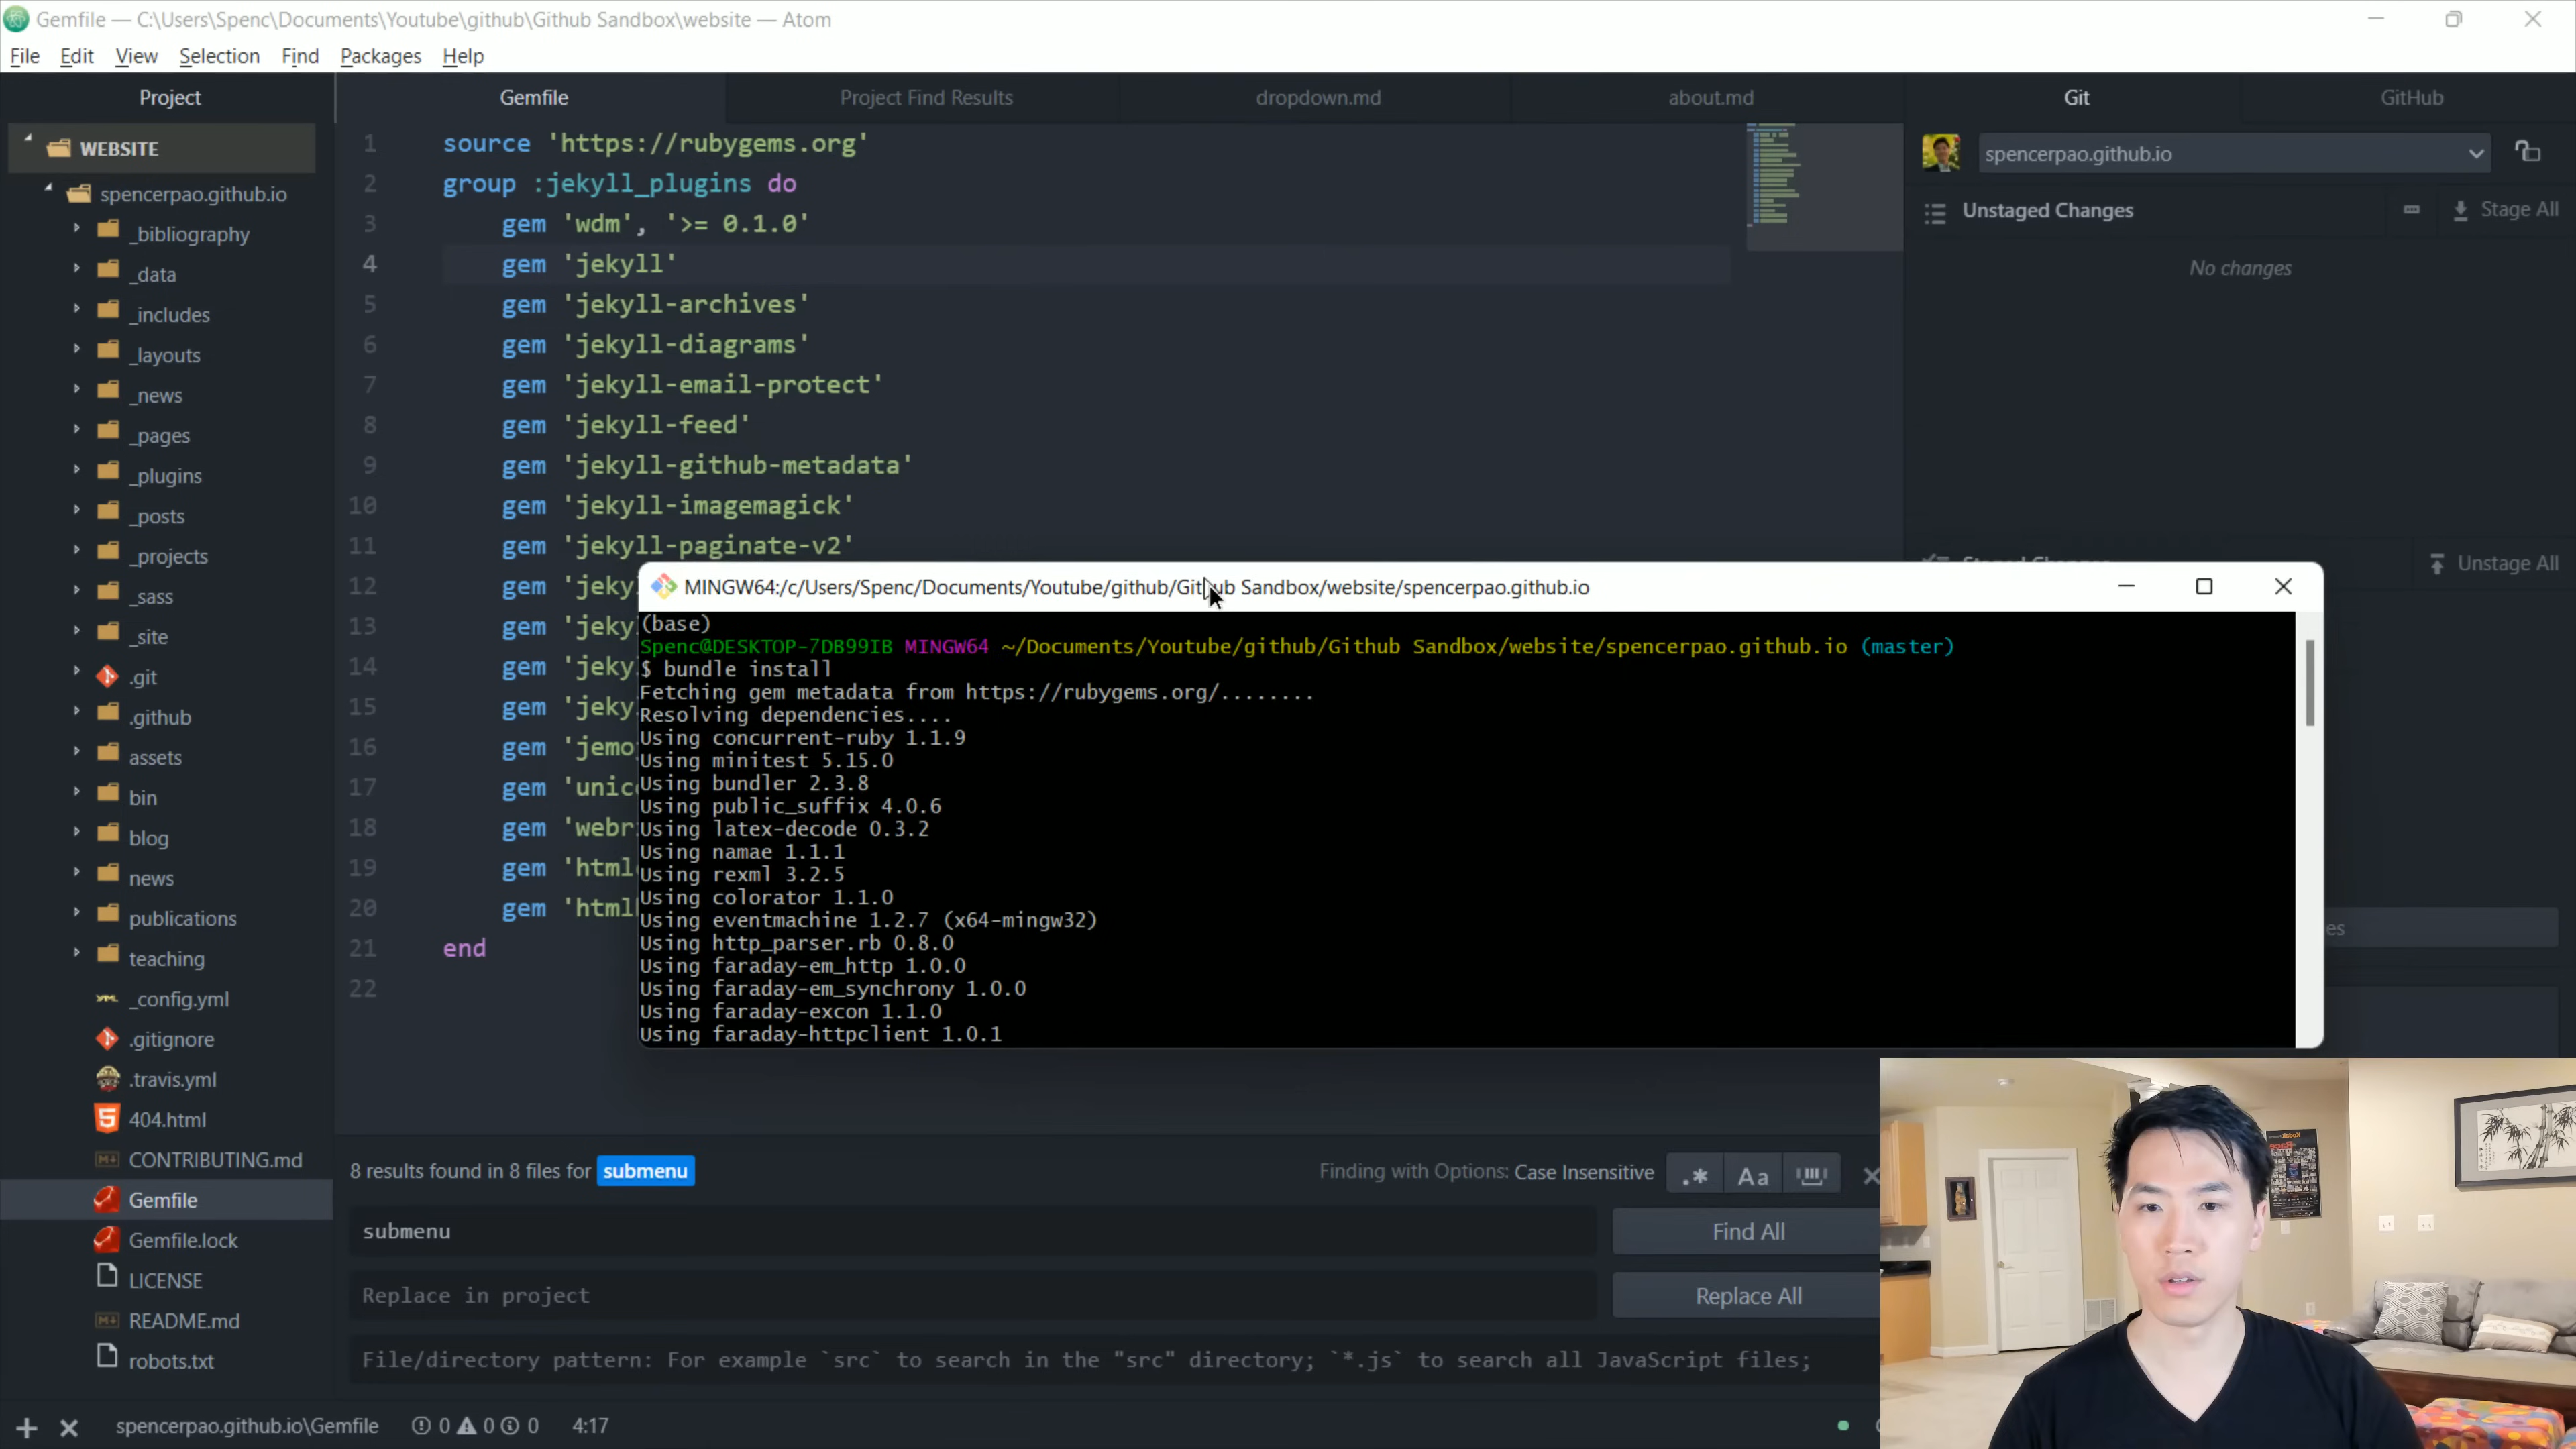 Gemfile — C:\Users\Spenc\Documents\Youtube\github\Github Sandbox\website — Atom
File Edit View Selection Find Packages Help
Project
WEBSITE
spencerpao.github.io
_bibliography
_data
_includes
_layouts
_news
_pages
_plugins
_posts
_projects
_sass
_site
.git
.github
assets
bin
blog
news
publications
teaching
_config.yml
.gitignore
.travis.yml
404.html
CONTRIBUTING.md
Gemfile
Gemfile.lock
LICENSE
README.md
robots.txt
Gemfile Project Find Results dropdown.md about.md
1 source 'https://rubygems.org'
2 group :jekyll_plugins do
3 gem 'wdm', '>= 0.1.0'
4 gem 'jekyll'
5 gem 'jekyll-archives'
6 gem 'jekyll-diagrams'
7 gem 'jekyll-email-protect'
8 gem 'jekyll-feed'
9 gem 'jekyll-github-metadata'
10 gem 'jekyll-imagemagick'
11 gem 'jekyll-paginate-v2'
12 gem 'jeky
13 gem 'jeky
14 gem 'jeky
15 gem 'jeky
16 gem 'jemo
17 gem 'unic
18 gem 'webr
19 gem 'html
20 gem 'html
21 end
22
Git GitHub
spencerpao.github.io
Unstaged Changes Stage All
No changes
Unstage All
MINGW64:/c/Users/Spenc/Documents/Youtube/github/Github Sandbox/website/spencerpao.github.io
(base)
Spenc@DESKTOP-7DB99IB MINGW64 ~/Documents/Youtube/github/Github Sandbox/website/spencerpao.github.io (master)
$ bundle install
Fetching gem metadata from https://rubygems.org/........
Resolving dependencies....
Using concurrent-ruby 1.1.9
Using minitest 5.15.0
Using bundler 2.3.8
Using public_suffix 4.0.6
Using latex-decode 0.3.2
Using namae 1.1.1
Using rexml 3.2.5
Using colorator 1.1.0
Using eventmachine 1.2.7 (x64-mingw32)
Using http_parser.rb 0.8.0
Using faraday-em_http 1.0.0
Using faraday-em_synchrony 1.0.0
Using faraday-excon 1.1.0
Using faraday-httpclient 1.0.1
8 results found in 8 files for submenu
Finding with Options: Case Insensitive .* Aa
submenu
Find All
Replace in project
Replace All
File/directory pattern: For example `src` to search in the "src" directory; `*.js` to search all JavaScript files;
spencerpao.github.io\Gemfile 0 0 0 4:17